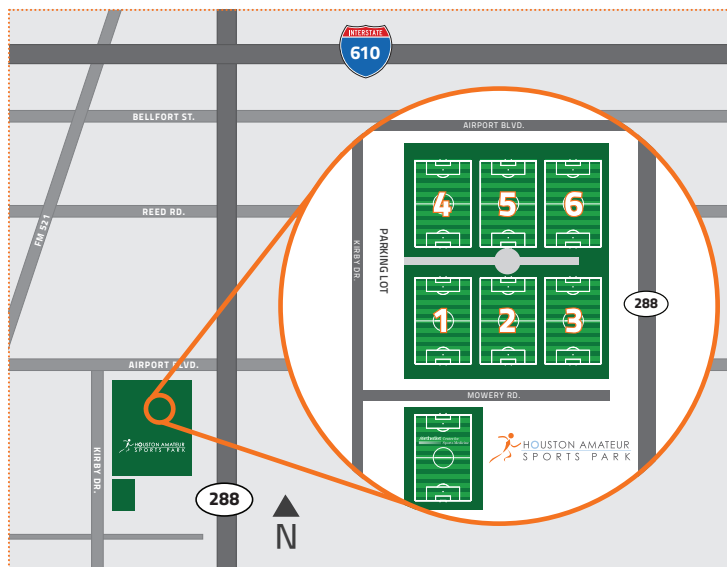 INTERSTATE
610
BELLFORT ST.
AIRPORT BLVD.
FM 521
REED RD.
4
5
6
PARKING LOT
KIRBY DR.
1
2
3
288
AIRPORT BLVD.
MOWERY RD.
HOUSTON AMATEUR
SPORTS PARK
Methodist
HOUSTON AMATEUR
SPORTS PARK
KIRBY DR.
288
N